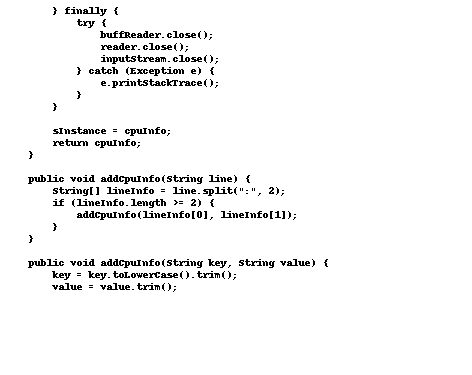 } finally {
try {
buffReader.close();
reader.close();
inputStream.close();
} catch (Exception e) {
e.printStackTrace();
}
}
sInstance = cpuInfo;
return cpuInfo;
}
public void addCpuInfo(String line) {
String[] lineInfo = line.split(":", 2);
if (lineInfo.length >= 2) {
addCpuInfo(lineInfo[0], lineInfo[1]);
}
}
public void addCpuInfo(String key, String value) {
key = key.toLowerCase().trim();
value = value.trim();